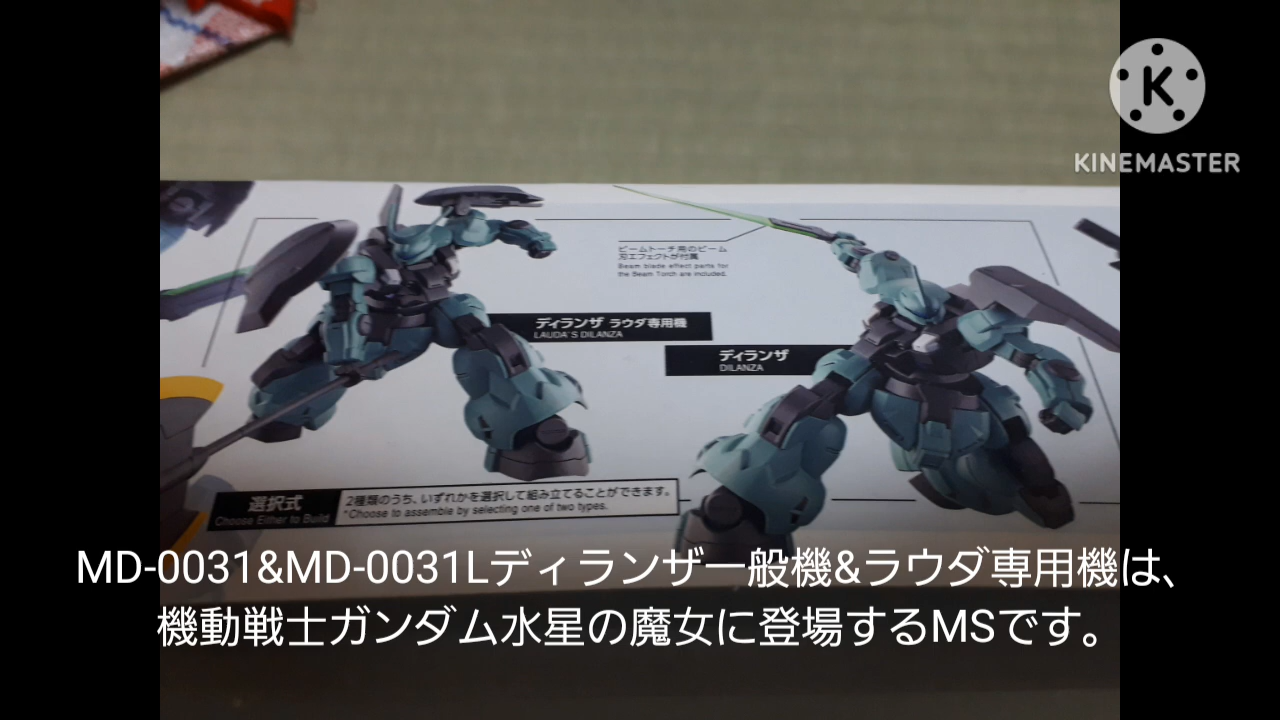 KINEMASTER
ビームトーチ用のビーム
刃エフェクトが付属
Beam blade effect parts for
the Beam Torch are included.
ディランザ ラウダ専用機
LAUDA'S DILANZA
ディランザ
DILANZA
選択式
Choose Either to Build
2種類のうち、いずれかを選択して組み立てることができます。
*Choose to assemble by selecting one of two types.
MD-0031&MD-0031Lディランザ一般機&ラウダ専用機は、
機動戦士ガンダム水星の魔女に登場するMSです。